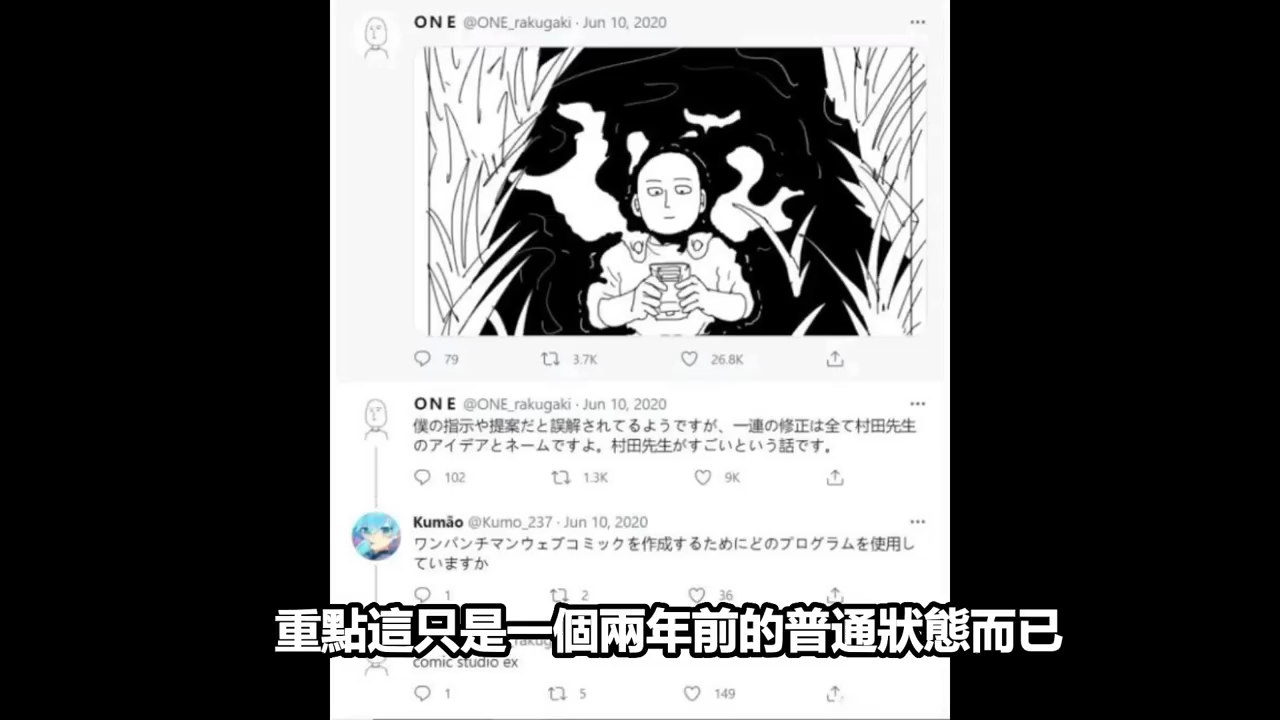 ONE @ONE_rakugaki · Jun 10, 2020
79 3.7K 26.8K
ONE @ONE_rakugaki · Jun 10, 2020
僕の指示や提案だと誤解されてるようですが、一連の修正は全て村田先生
のアイデアとネームですよ。村田先生がすごいという話です。
102 1.3K 9K
Kumão @Kumo_237 · Jun 10, 2020
ワンパンチマンウェブコミックを作成するためにどのプログラムを使用し
ていますか
1 2 36
重點這只是一個兩年前的普通狀態而已
comic studio ex
1 5 149